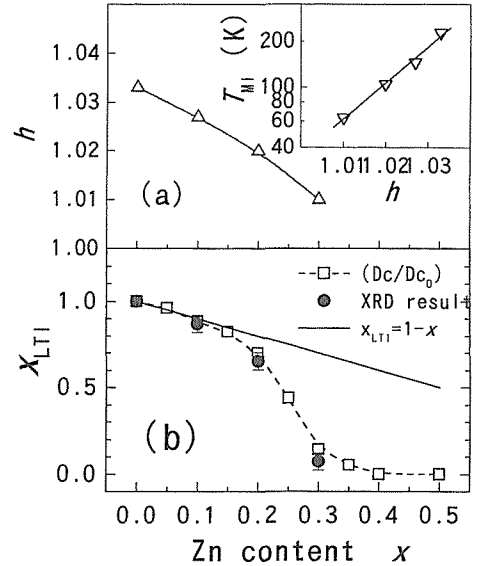 1.04
1.03
1.02
1.01
1.00
h
(a)
T_MI (K)
200
100
80
60
40
1.01 1.02 1.03
h
1.0
0.5
0.0
X_LTI
(b)
(Dc/Dc₀)
XRD result
x_LTI=1-x
0.0 0.1 0.2 0.3 0.4 0.5
Zn content x